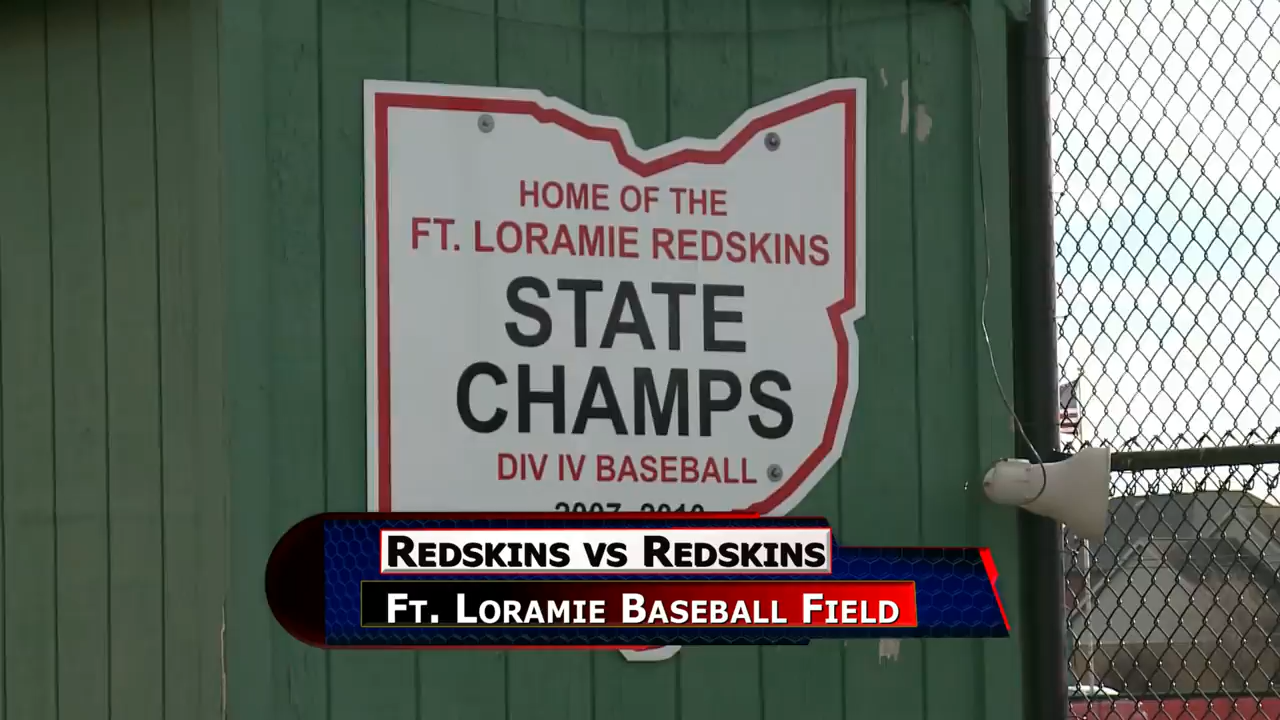 HOME OF THE
FT. LORAMIE REDSKINS
STATE
CHAMPS
DIV IV BASEBALL
REDSKINS VS REDSKINS
FT. LORAMIE BASEBALL FIELD